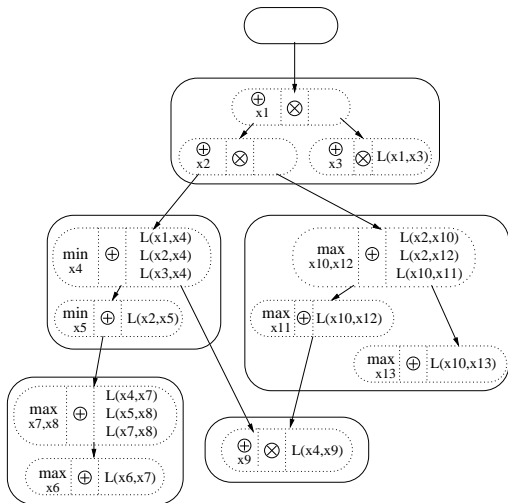 ⊕ x1 ⊗
⊕ x2 ⊗
⊕ x3 ⊗ L(x1,x3)
min x4 ⊕ L(x1,x4)
L(x2,x4)
L(x3,x4)
min x5 ⊕ L(x2,x5)
max x10,x12 ⊕ L(x2,x10)
L(x2,x12)
L(x10,x11)
max x11 ⊕ L(x10,x12)
max x13 ⊕ L(x10,x13)
max x7,x8 ⊕ L(x4,x7)
L(x5,x8)
L(x7,x8)
max x6 ⊕ L(x6,x7)
⊕ x9 ⊗ L(x4,x9)